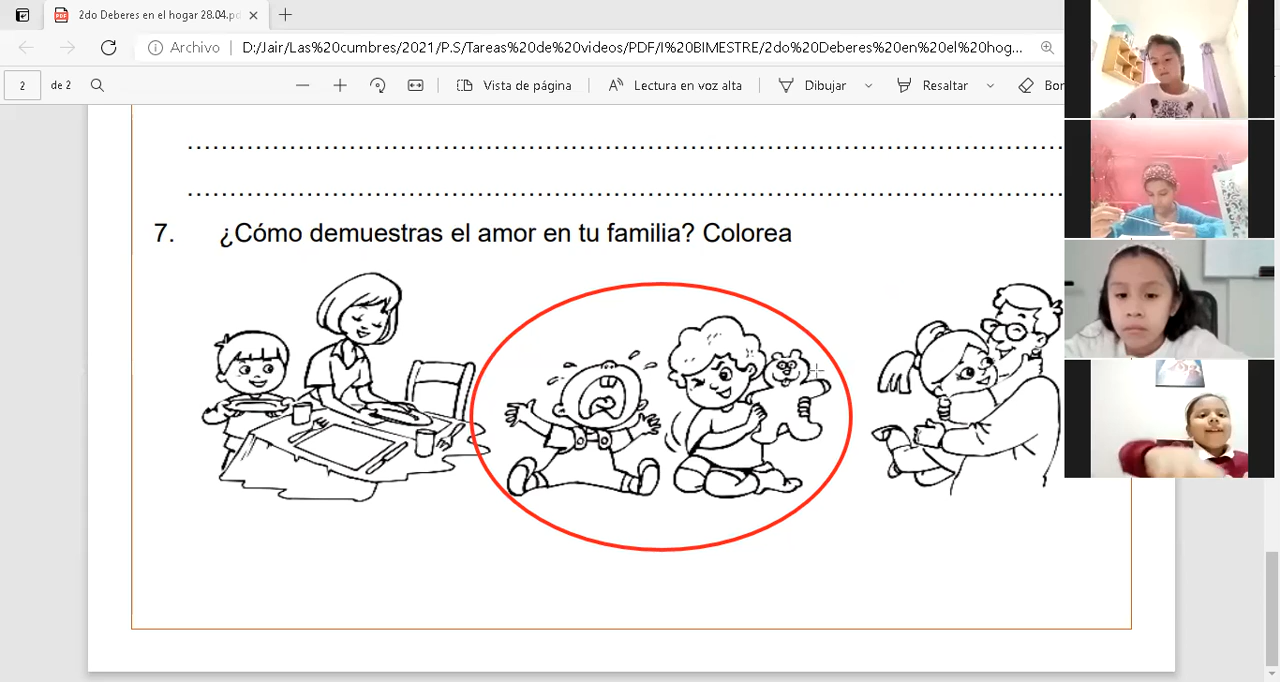 2do Deberes en el hogar 28.04.pd
Archivo
D:/Jair/Las%20cumbres/2021/P.S/Tareas%20de%20videos/PDF/I%20BIMESTRE/2do%20Deberes%20en%20el%20hog...
2 de 2
Vista de página
Lectura en voz alta
Dibujar
Resaltar
Bor
7. ¿Cómo demuestras el amor en tu familia? Colorea